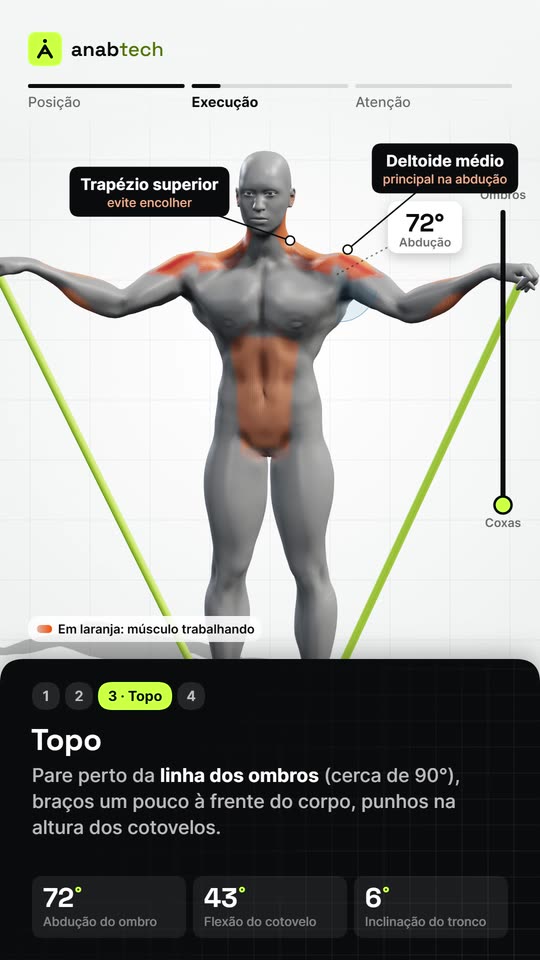 anabtech
Posição
Execução
Atenção
Deltoide médio
principal na abdução
Trapézio superior
evite encolher
Ombros
72°
Abdução
Coxas
Em laranja: músculo trabalhando
1
2
3 · Topo
4
Topo
Pare perto da linha dos ombros (cerca de 90°),
braços um pouco à frente do corpo, punhos na
altura dos cotovelos.
72°
Abdução do ombro
43°
Flexão do cotovelo
6°
Inclinação do tronco